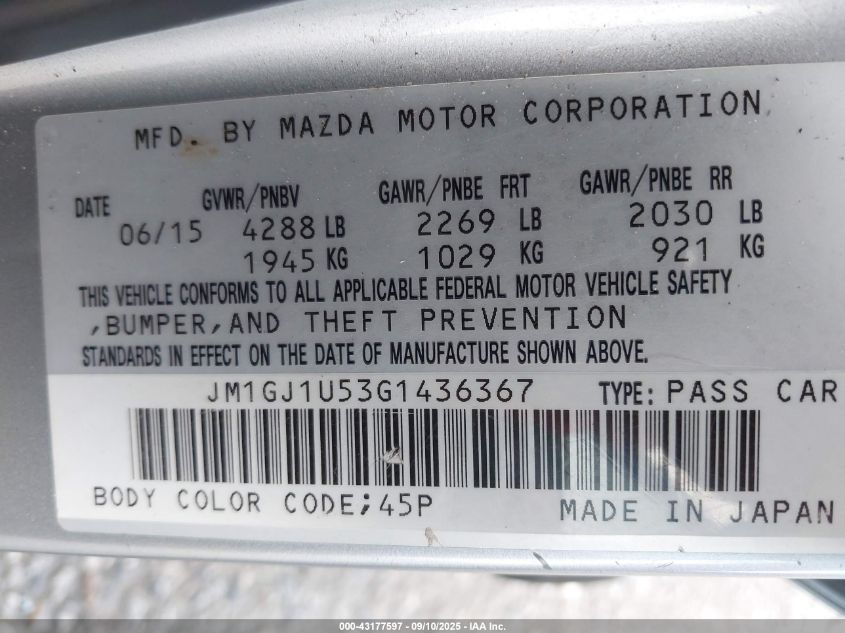 MFD. BY MAZDA MOTOR CORPORATION
DATE GVWR/PNBV GAWR/PNBE FRT GAWR/PNBE RR
06/15 4288 LB 2269 LB 2030 LB
1945 KG 1029 KG 921 KG
THIS VEHICLE CONFORMS TO ALL APPLICABLE FEDERAL MOTOR VEHICLE SAFETY
,BUMPER,AND THEFT PREVENTION
STANDARDS IN EFFECT ON THE DATE OF MANUFACTURE SHOWN ABOVE.
JM1GJ1U53G1436367 TYPE: PASS CAR
BODY COLOR CODE;45P MADE IN JAPAN
000-43177597 - 09/10/2025 - IAA Inc.